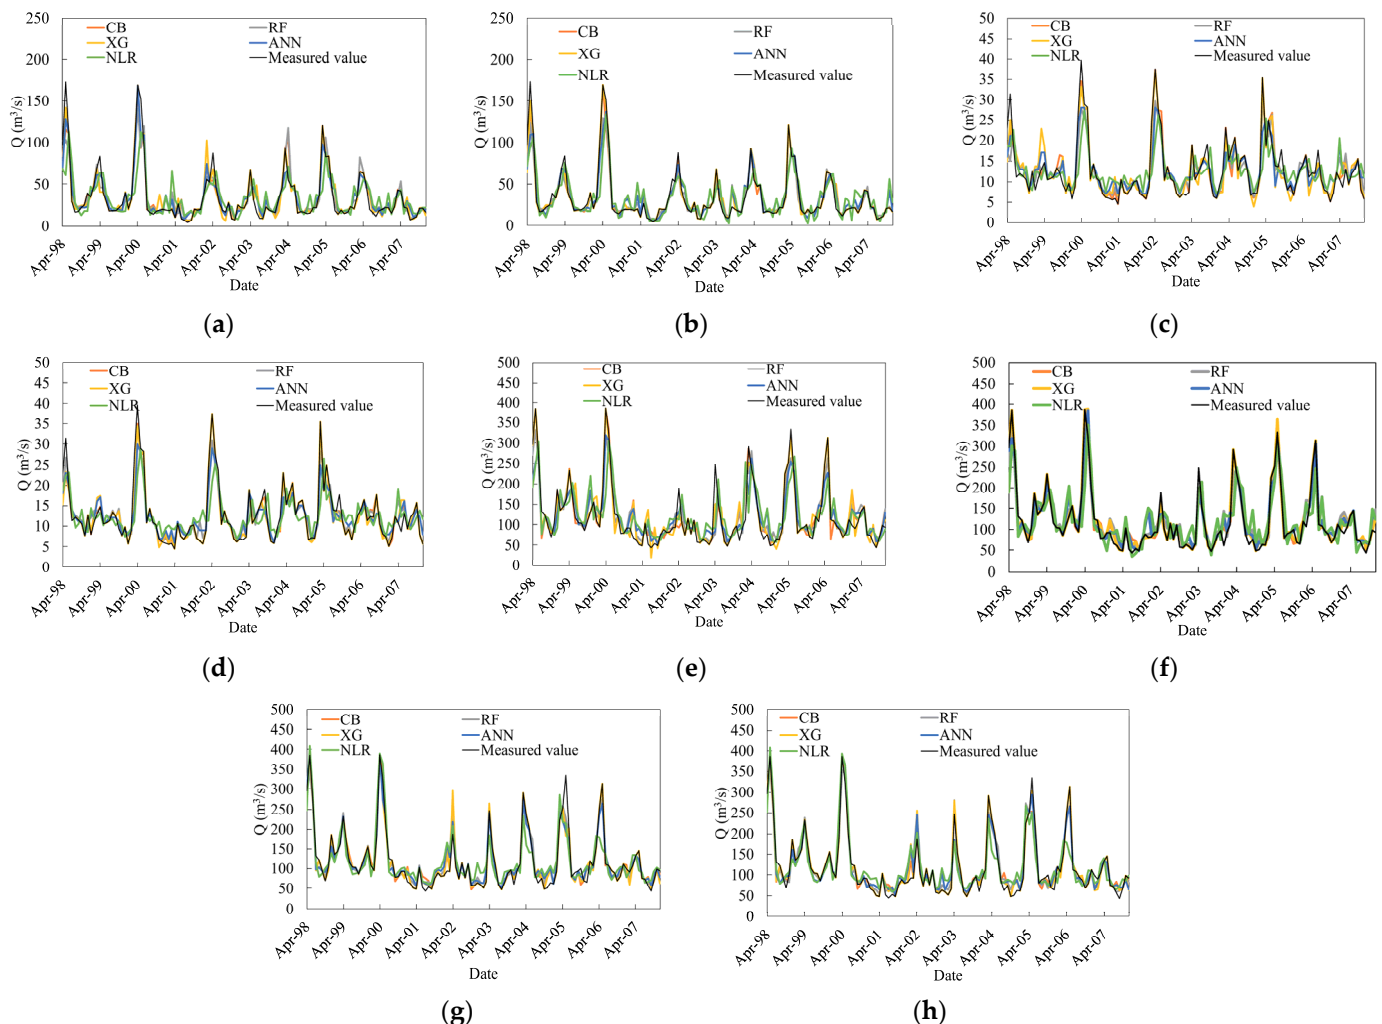 250
200
150
100
50
0
Q (m³/s)
CB
RF
XG
ANN
NLR
Measured value
Apr-98
Apr-99
Apr-00
Apr-01
Apr-02
Apr-03
Apr-04
Apr-05
Apr-06
Apr-07
Date
(a)
250
200
150
100
50
0
Q (m³/s)
CB
RF
XG
ANN
NLR
Measured value
Apr-98
Apr-99
Apr-00
Apr-01
Apr-02
Apr-03
Apr-04
Apr-05
Apr-06
Apr-07
Date
(b)
50
45
40
35
30
25
20
15
10
5
0
Q (m³/s)
CB
RF
XG
ANN
NLR
Measured value
Apr-98
Apr-99
Apr-00
Apr-01
Apr-02
Apr-03
Apr-04
Apr-05
Apr-06
Apr-07
Date
(c)
50
45
40
35
30
25
20
15
10
5
0
Q (m³/s)
CB
RF
XG
ANN
NLR
Measured value
Apr-98
Apr-99
Apr-00
Apr-01
Apr-02
Apr-03
Apr-04
Apr-05
Apr-06
Apr-07
Date
(d)
500
450
400
350
300
250
200
150
100
50
0
Q (m³/s)
CB
RF
XG
ANN
NLR
Measured value
Apr-98
Apr-99
Apr-00
Apr-01
Apr-02
Apr-03
Apr-04
Apr-05
Apr-06
Apr-07
Date
(e)
500
450
400
350
300
250
200
150
100
50
0
Q (m³/s)
CB
RF
XG
ANN
NLR
Measured value
Apr-98
Apr-99
Apr-00
Apr-01
Apr-02
Apr-03
Apr-04
Apr-05
Apr-06
Apr-07
Date
(f)
500
450
400
350
300
250
200
150
100
50
0
Q (m³/s)
CB
RF
XG
ANN
NLR
Measured value
Apr-98
Apr-99
Apr-00
Apr-01
Apr-02
Apr-03
Apr-04
Apr-05
Apr-06
Apr-07
Date
(g)
500
450
400
350
300
250
200
150
100
50
0
Q (m³/s)
CB
RF
XG
ANN
NLR
Measured value
Apr-98
Apr-99
Apr-00
Apr-01
Apr-02
Apr-03
Apr-04
Apr-05
Apr-06
Apr-07
Date
(h)